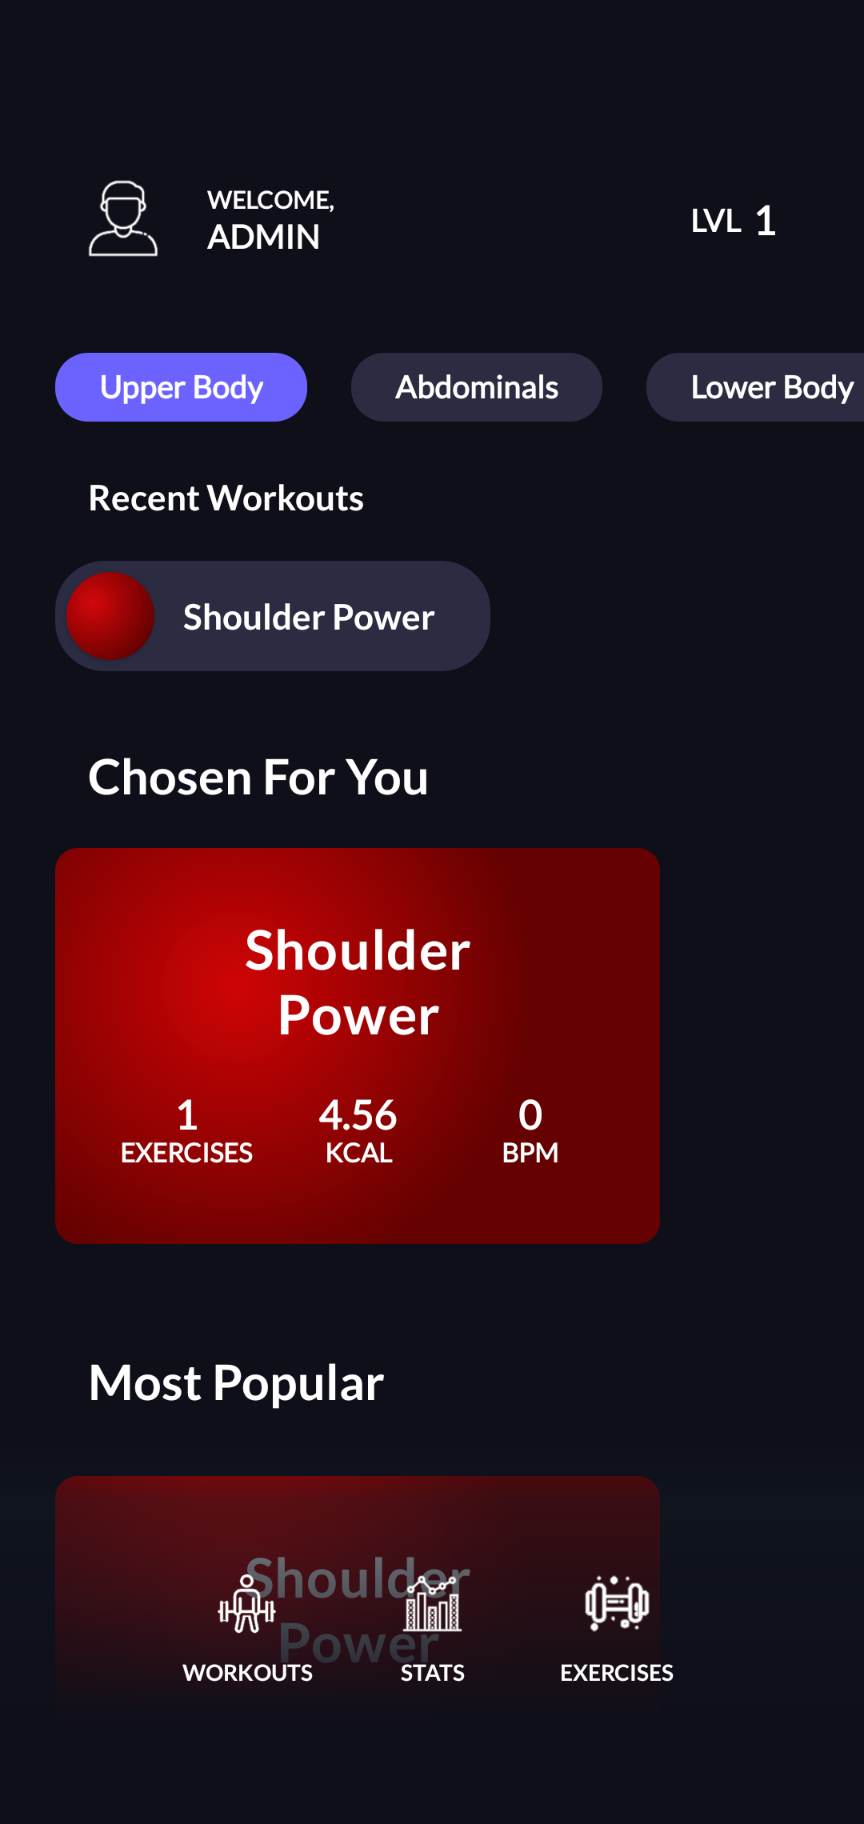 WELCOME,
ADMIN
LVL 1
Upper Body
Abdominals
Lower Body
Recent Workouts
Shoulder Power
Chosen For You
Shoulder
Power
1
EXERCISES
4.56
KCAL
0
BPM
Most Popular
Shoulder
Power
WORKOUTS
STATS
EXERCISES